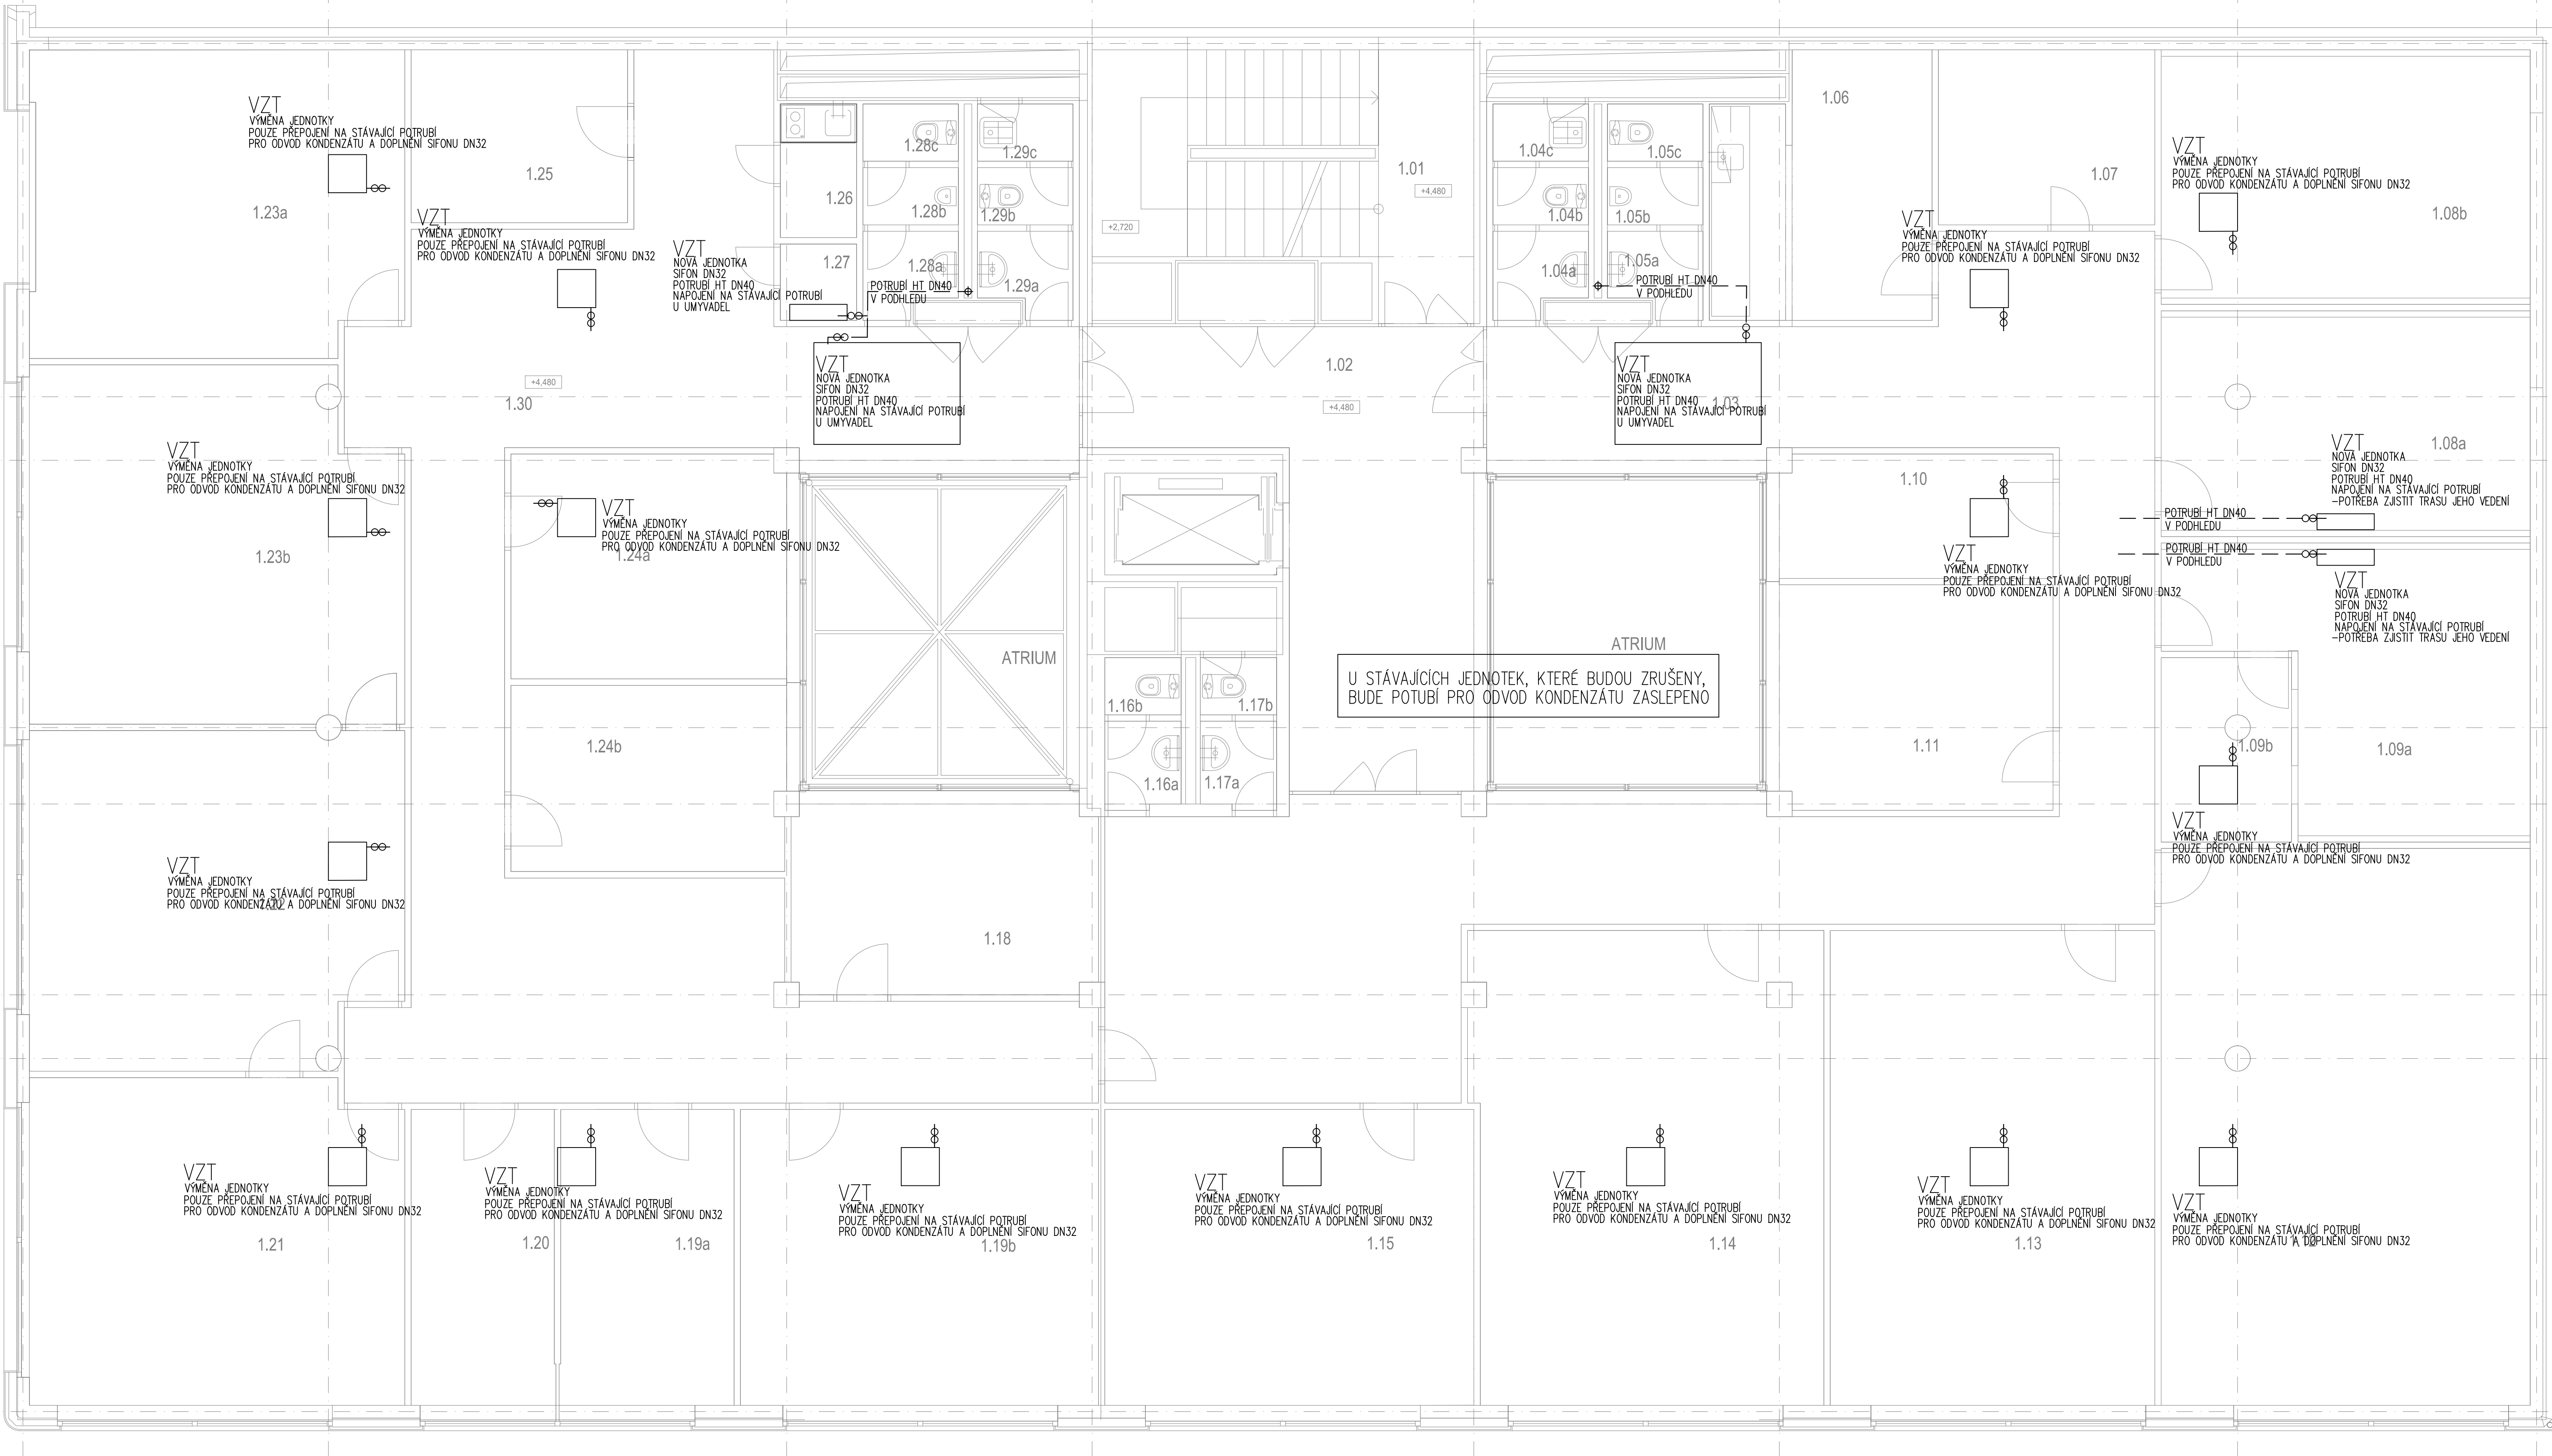 VZT
VÝMĚNA JEDNOTKY
POUZE PŘEPOJENÍ NA STÁVAJÍCÍ POTRUBÍ
PRO ODVOD KONDENZÁTU A DOPLNĚNÍ SIFONU DN32
1.23a
1.25
VZT
VÝMĚNA JEDNOTKY
POUZE PŘEPOJENÍ NA STÁVAJÍCÍ POTRUBÍ
PRO ODVOD KONDENZÁTU A DOPLNĚNÍ SIFONU DN32
VZT
NOVÁ JEDNOTKA
SIFON DN32
POTRUBÍ HT DN40
NAPOJENÍ NA STÁVAJÍCÍ POTRUBÍ
U UMYVADEL
1.26
1.27
1.28c
1.28b
1.28a
1.29c
1.29b
1.29a
POTRUBÍ HT DN40
V PODHLEDU
VZT
NOVÁ JEDNOTKA
SIFON DN32
POTRUBÍ HT DN40
NAPOJENÍ NA STÁVAJÍCÍ POTRUBÍ
U UMYVADEL
+2,720
1.01
+4,480
1.02
+4,480
1.04c
1.04b
1.04a
1.05c
1.05b
1.05a
POTRUBÍ HT DN40
V PODHLEDU
VZT
NOVÁ JEDNOTKA
SIFON DN32
POTRUBÍ HT DN40
NAPOJENÍ NA STÁVAJÍCÍ POTRUBÍ
U UMYVADEL
1.03
1.06
1.07
VZT
VÝMĚNA JEDNOTKY
POUZE PŘEPOJENÍ NA STÁVAJÍCÍ POTRUBÍ
PRO ODVOD KONDENZÁTU A DOPLNĚNÍ SIFONU DN32
VZT
VÝMĚNA JEDNOTKY
POUZE PŘEPOJENÍ NA STÁVAJÍCÍ POTRUBÍ
PRO ODVOD KONDENZÁTU A DOPLNĚNÍ SIFONU DN32
1.08b
+4,480
1.30
VZT
VÝMĚNA JEDNOTKY
POUZE PŘEPOJENÍ NA STÁVAJÍCÍ POTRUBÍ
PRO ODVOD KONDENZÁTU A DOPLNĚNÍ SIFONU DN32
1.23b
VZT
VÝMĚNA JEDNOTKY
POUZE PŘEPOJENÍ NA STÁVAJÍCÍ POTRUBÍ
PRO ODVOD KONDENZÁTU A DOPLNĚNÍ SIFONU DN32
1.24a
1.24b
ATRIUM
1.16b
1.17b
1.16a
1.17a
ATRIUM
U STÁVAJÍCÍCH JEDNOTEK, KTERÉ BUDOU ZRUŠENY,
BUDE POTUBÍ PRO ODVOD KONDENZÁTU ZASLEPENO
1.10
VZT
VÝMĚNA JEDNOTKY
POUZE PŘEPOJENÍ NA STÁVAJÍCÍ POTRUBÍ
PRO ODVOD KONDENZÁTU A DOPLNĚNÍ SIFONU DN32
1.11
VZT
NOVÁ JEDNOTKA
SIFON DN32
POTRUBÍ HT DN40
NAPOJENÍ NA STÁVAJÍCÍ POTRUBÍ
-POTŘEBA ZJISTIT TRASU JEHO VEDENÍ
1.08a
POTRUBÍ HT DN40
V PODHLEDU
POTRUBÍ HT DN40
V PODHLEDU
VZT
NOVÁ JEDNOTKA
SIFON DN32
POTRUBÍ HT DN40
NAPOJENÍ NA STÁVAJÍCÍ POTRUBÍ
-POTŘEBA ZJISTIT TRASU JEHO VEDENÍ
1.09b
1.09a
VZT
VÝMĚNA JEDNOTKY
POUZE PŘEPOJENÍ NA STÁVAJÍCÍ POTRUBÍ
PRO ODVOD KONDENZÁTU A DOPLNĚNÍ SIFONU DN32
VZT
VÝMĚNA JEDNOTKY
POUZE PŘEPOJENÍ NA STÁVAJÍCÍ POTRUBÍ
PRO ODVOD KONDENZÁTU A DOPLNĚNÍ SIFONU DN32
1.22
1.18
VZT
VÝMĚNA JEDNOTKY
POUZE PŘEPOJENÍ NA STÁVAJÍCÍ POTRUBÍ
PRO ODVOD KONDENZÁTU A DOPLNĚNÍ SIFONU DN32
1.21
VZT
VÝMĚNA JEDNOTKY
POUZE PŘEPOJENÍ NA STÁVAJÍCÍ POTRUBÍ
PRO ODVOD KONDENZÁTU A DOPLNĚNÍ SIFONU DN32
1.20
1.19a
VZT
VÝMĚNA JEDNOTKY
POUZE PŘEPOJENÍ NA STÁVAJÍCÍ POTRUBÍ
PRO ODVOD KONDENZÁTU A DOPLNĚNÍ SIFONU DN32
1.19b
VZT
VÝMĚNA JEDNOTKY
POUZE PŘEPOJENÍ NA STÁVAJÍCÍ POTRUBÍ
PRO ODVOD KONDENZÁTU A DOPLNĚNÍ SIFONU DN32
1.15
VZT
VÝMĚNA JEDNOTKY
POUZE PŘEPOJENÍ NA STÁVAJÍCÍ POTRUBÍ
PRO ODVOD KONDENZÁTU A DOPLNĚNÍ SIFONU DN32
1.14
VZT
VÝMĚNA JEDNOTKY
POUZE PŘEPOJENÍ NA STÁVAJÍCÍ POTRUBÍ
PRO ODVOD KONDENZÁTU A DOPLNĚNÍ SIFONU DN32
1.13
VZT
VÝMĚNA JEDNOTKY
POUZE PŘEPOJENÍ NA STÁVAJÍCÍ POTRUBÍ
PRO ODVOD KONDENZÁTU A DOPLNĚNÍ SIFONU DN32
1.12